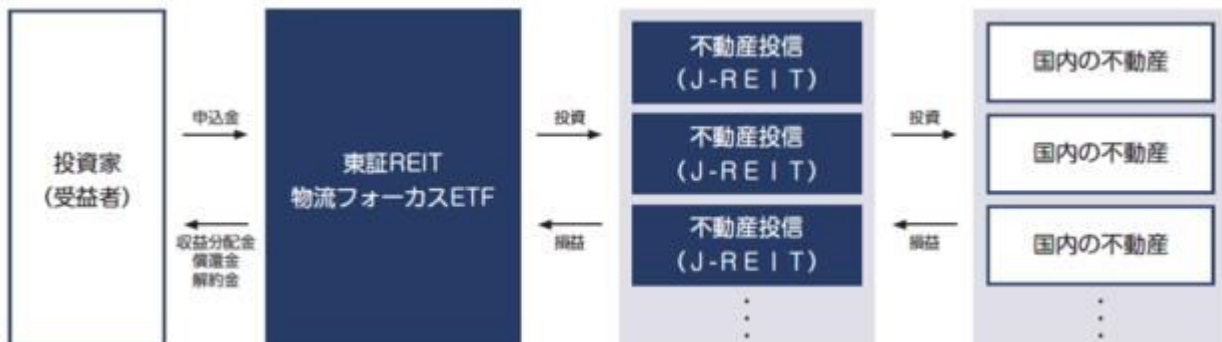 投資家
(受益者)
申込金
収益分配金
償還金
解約金
東証REIT
物流フォーカスETF
投資
損益
不動産投信
(J-REIT)
不動産投信
(J-REIT)
不動産投信
(J-REIT)
投資
損益
国内の不動産
国内の不動産
国内の不動産